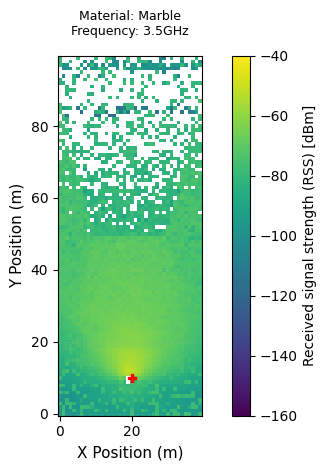 Material: Marble
Frequency: 3.5GHz
Y Position (m)
80
60
40
20
0
0
20
X Position (m)
−40
−60
−80
−100
−120
−140
−160
Received signal strength (RSS) [dBm]